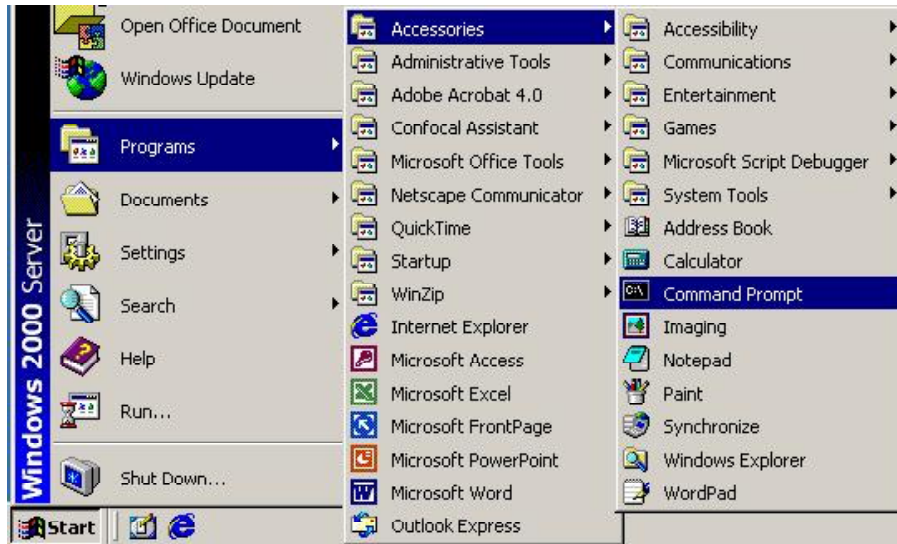 Open Office Document
Windows Update
Programs
Documents
Settings
Search
Help
Run...
Shut Down...
Windows 2000 Server
Start
Accessories
Administrative Tools
Adobe Acrobat 4.0
Confocal Assistant
Microsoft Office Tools
Netscape Communicator
QuickTime
Startup
WinZip
Internet Explorer
Microsoft Access
Microsoft Excel
Microsoft FrontPage
Microsoft PowerPoint
Microsoft Word
Outlook Express
Accessibility
Communications
Entertainment
Games
Microsoft Script Debugger
System Tools
Address Book
Calculator
Command Prompt
Imaging
Notepad
Paint
Synchronize
Windows Explorer
WordPad